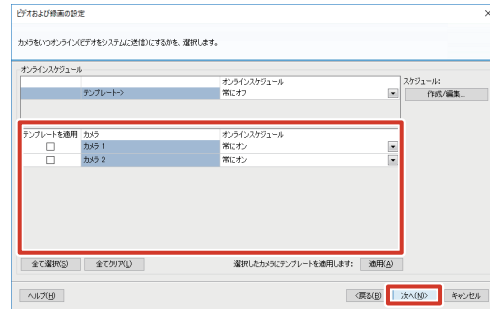 ビデオおよび録画の設定
カメラをいつオンライン(ビデオをシステムに送信)にするかを、選択します。
オンラインスケジュール
オンラインスケジュール
テンプレート-> 常にオフ
スケジュール:
作成/編集...
テンプレートを適用 カメラ オンラインスケジュール
カメラ 1 常にオン
カメラ 2 常にオン
全て選択(S) 全てクリア(L) 選択したカメラにテンプレートを適用します: 適用(A)
ヘルプ(H) <戻る(B) 次へ(N)> キャンセル